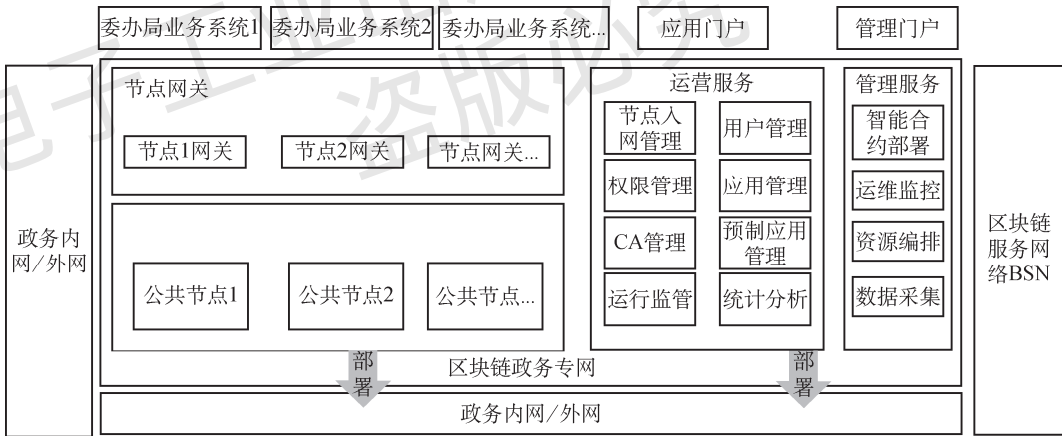 委办局业务系统1
委办局业务系统2
委办局业务系统...
应用门户
管理门户
政务内
网/外网
节点网关
节点1网关
节点2网关
节点网关...
公共节点1
公共节点2
公共节点...
运营服务
节点入
网管理
用户管理
权限管理
应用管理
CA管理
预制应用
管理
运行监管
统计分析
管理服务
智能合
约部署
运维监控
资源编排
数据采集
区块链
服务网
络BSN
区块链政务专网
部
署
部
署
政务内网/外网
电子工业
盗版必究